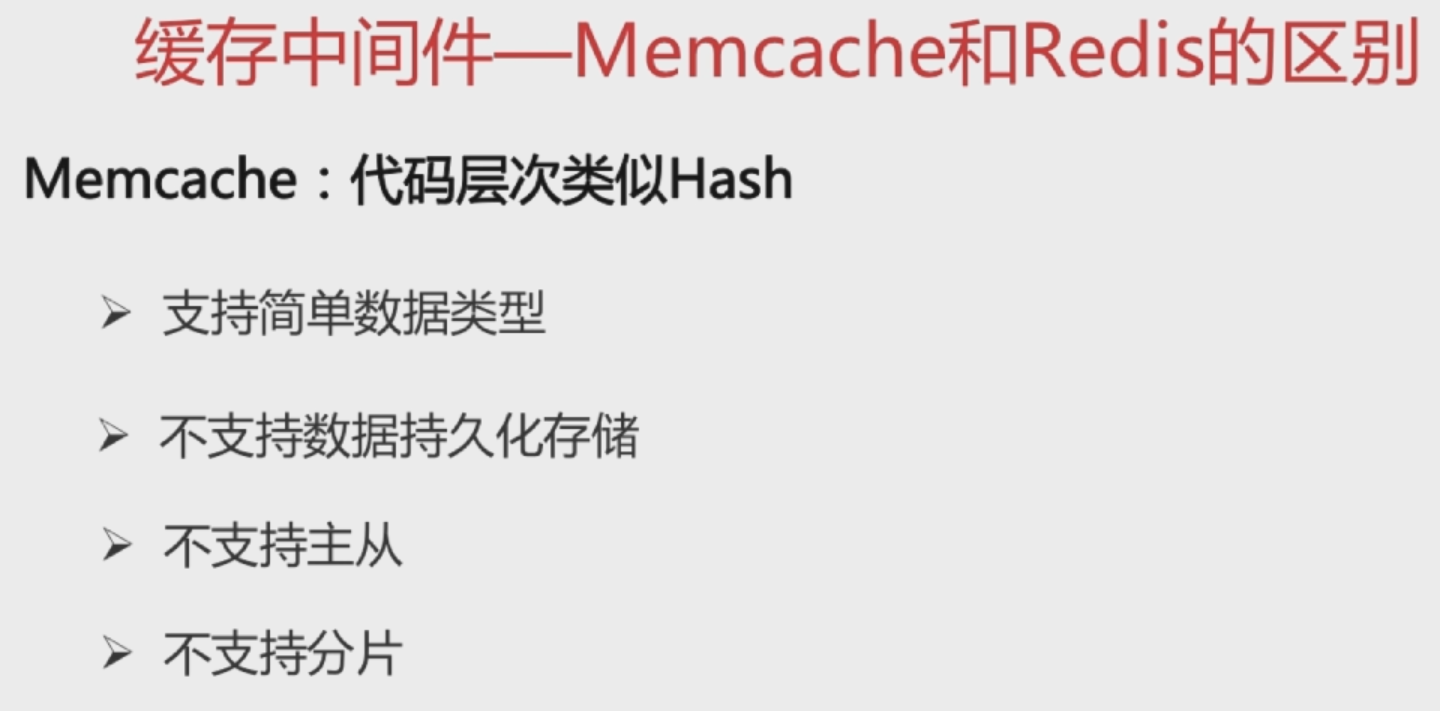 缓存中间件—Memcache和Redis的区别
Memcache：代码层次类似Hash
支持简单数据类型
不支持数据持久化存储
不支持主从
不支持分片